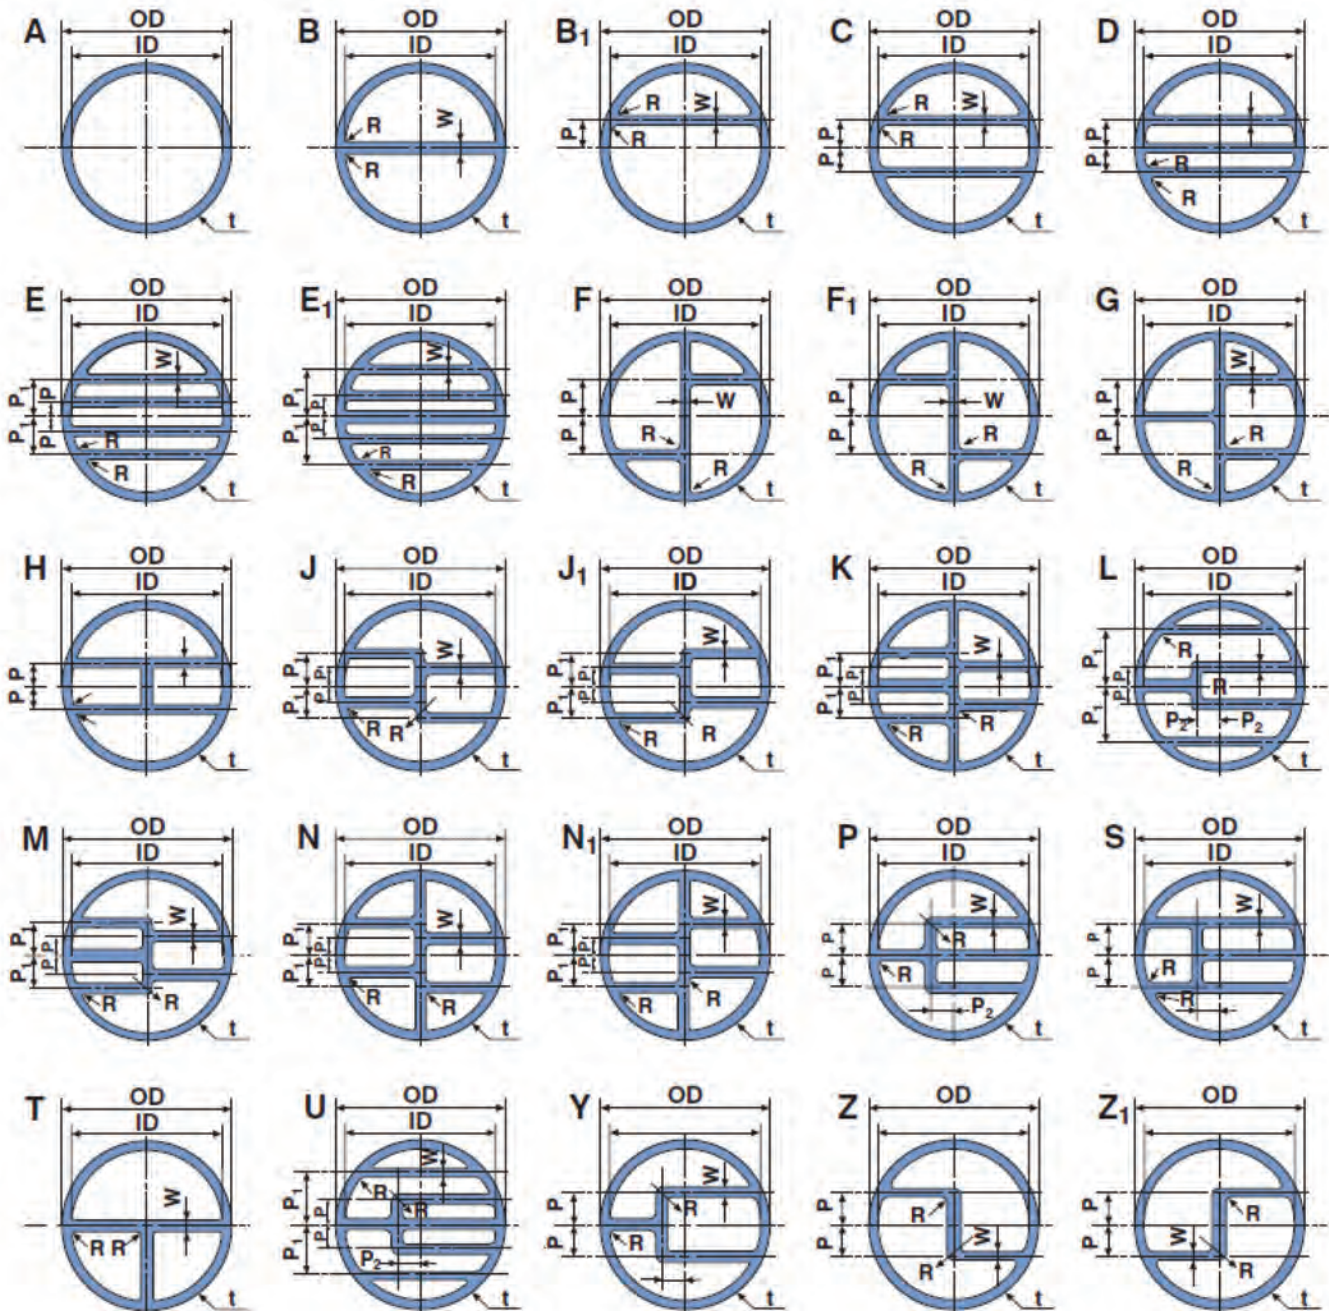 A OD B OD B1 OD C OD D OD
ID ID ID ID ID
R W R W R W
P R P R P
R P P R
R
t t t t t
E OD E1 OD F OD F1 OD G OD
ID ID ID ID ID
W W W
P1 P P1 P P P P
W W
P1 P R P1 P R P R P R P R
R R R R
t t t t t
H OD J OD J1 OD K OD L OD
ID ID ID ID ID
W W W
P P1 P P1 P P1 P P1 R
P P1 P P1 P P1 P P R
R R R R R R P P1 P2 P2
t t t t t
M OD N OD N1 OD P OD S OD
ID ID ID ID ID
W W W W W
P1 P P1 P P1 P P R P
P1 P P1 P P1 P P R P R
R R R R R R P2 R
t t t t t
T OD U OD Y OD Z OD Z1 OD
ID ID
W W W
P1 R P R P P
R R P R R R
P1 P P R W P W
P2 R R
t t t t t